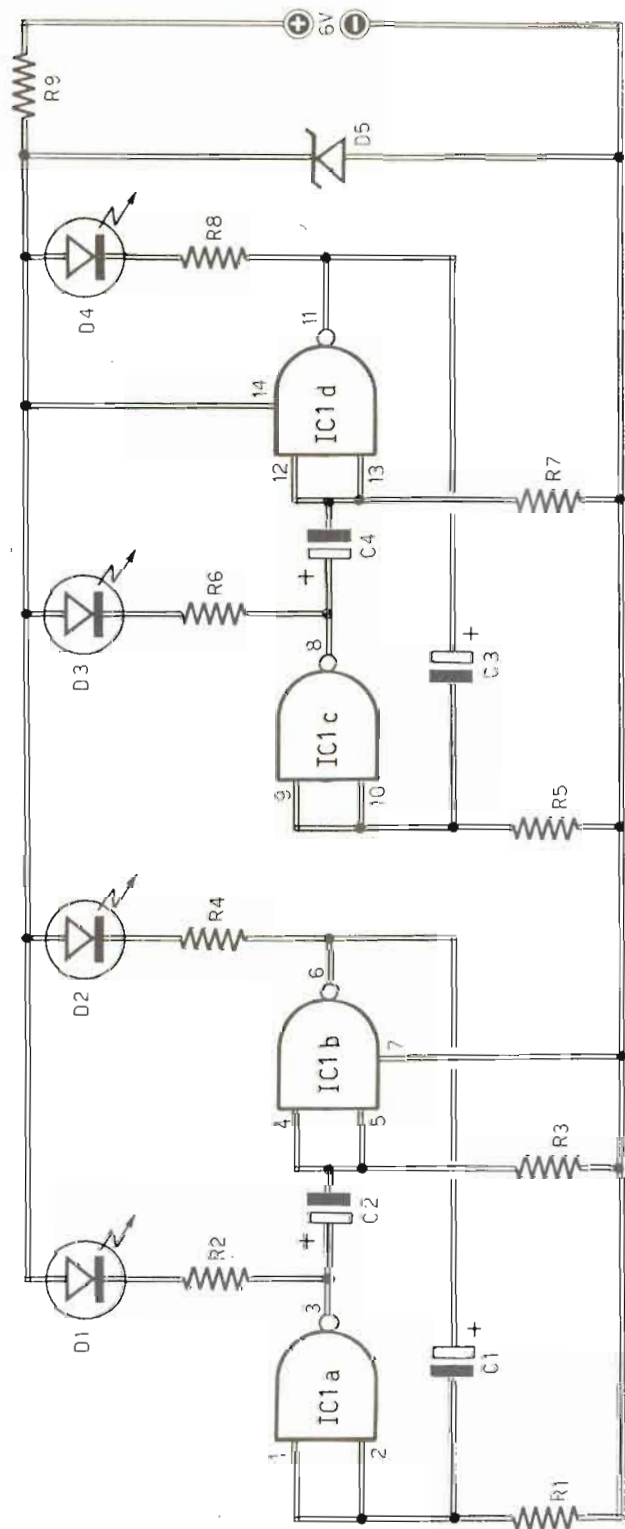 R9
+
6V
−
D5
D4
R8
11
14
IC1d
12
13
R7
D3
R6
+
C4
8
IC1c
9
10
+
C3
R5
D2
R4
6
IC1b
7
4
5
R3
D1
R2
+
C2
3
IC1a
1
2
+
C1
R1